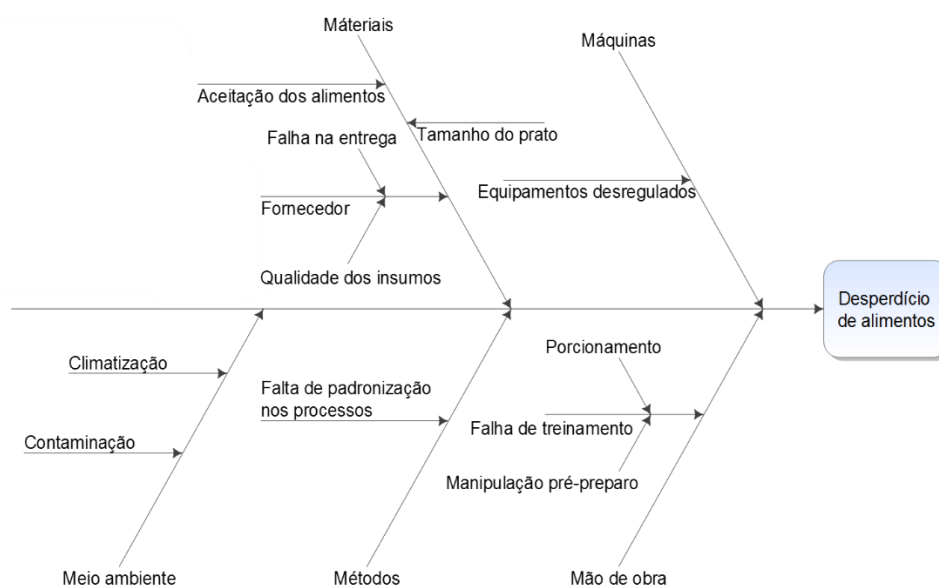 Máteriais
Máquinas
Aceitação dos alimentos
Tamanho do prato
Falha na entrega
Equipamentos desregulados
Fornecedor
Qualidade dos insumos
Desperdício
de alimentos
Porcionamento
Climatização
Falta de padronização
nos processos
Falha de treinamento
Contaminação
Manipulação pré-preparo
Meio ambiente
Métodos
Mão de obra